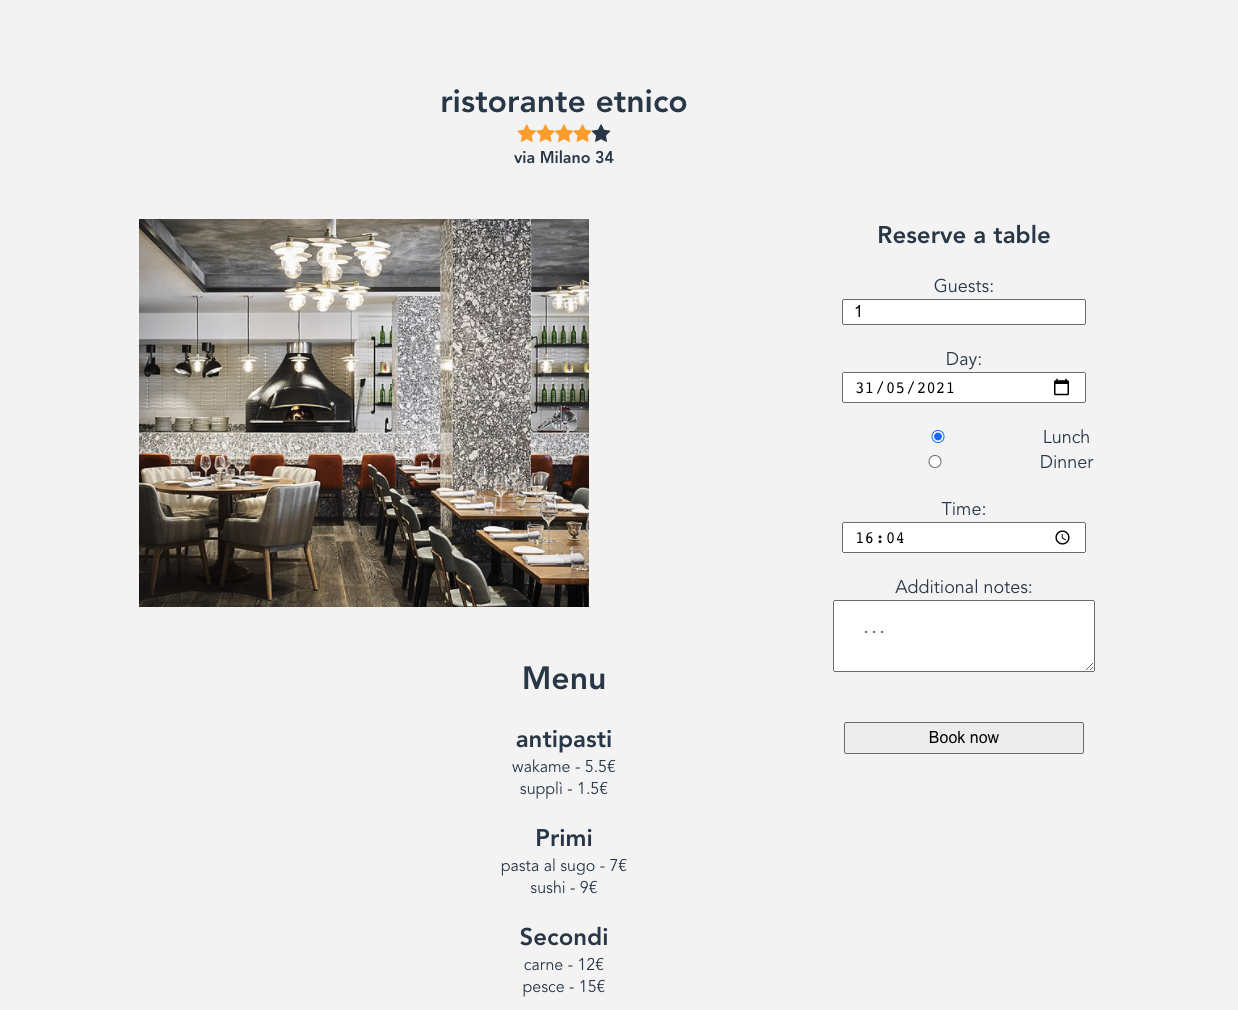 ristorante etnico
via Milano 34
Reserve a table
Guests:
1
Day:
31/05/2021
Lunch
Dinner
Time:
16:04
Additional notes:
...
Book now
Menu
antipasti
wakame - 5.5€
supplì - 1.5€
Primi
pasta al sugo - 7€
sushi - 9€
Secondi
carne - 12€
pesce - 15€